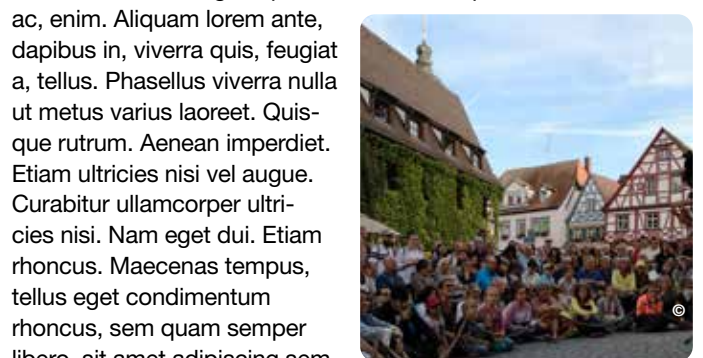 ac, enim. Aliquam lorem ante,
dapibus in, viverra quis, feugiat
a, tellus. Phasellus viverra nulla
ut metus varius laoreet. Quis-
que rutrum. Aenean imperdiet.
Etiam ultricies nisi vel augue.
Curabitur ullamcorper ultri-
cies nisi. Nam eget dui. Etiam
rhoncus. Maecenas tempus,
tellus eget condimentum
rhoncus, sem quam semper
libero, sit amet adipiscing sem
©